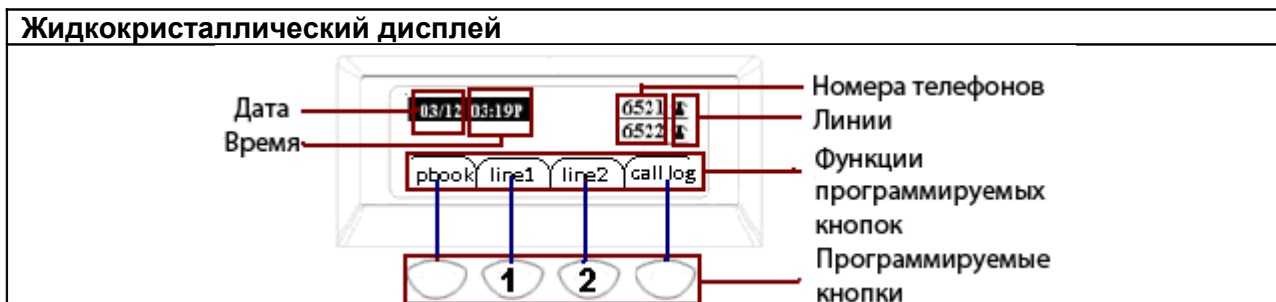 Жидкокристаллический дисплей
Дата
Время
03/12 03:19P
6521
6522
pbook line1 line2 call log
1 2
Номера телефонов
Линии
Функции
программируемых
кнопок
Программируемые
кнопки